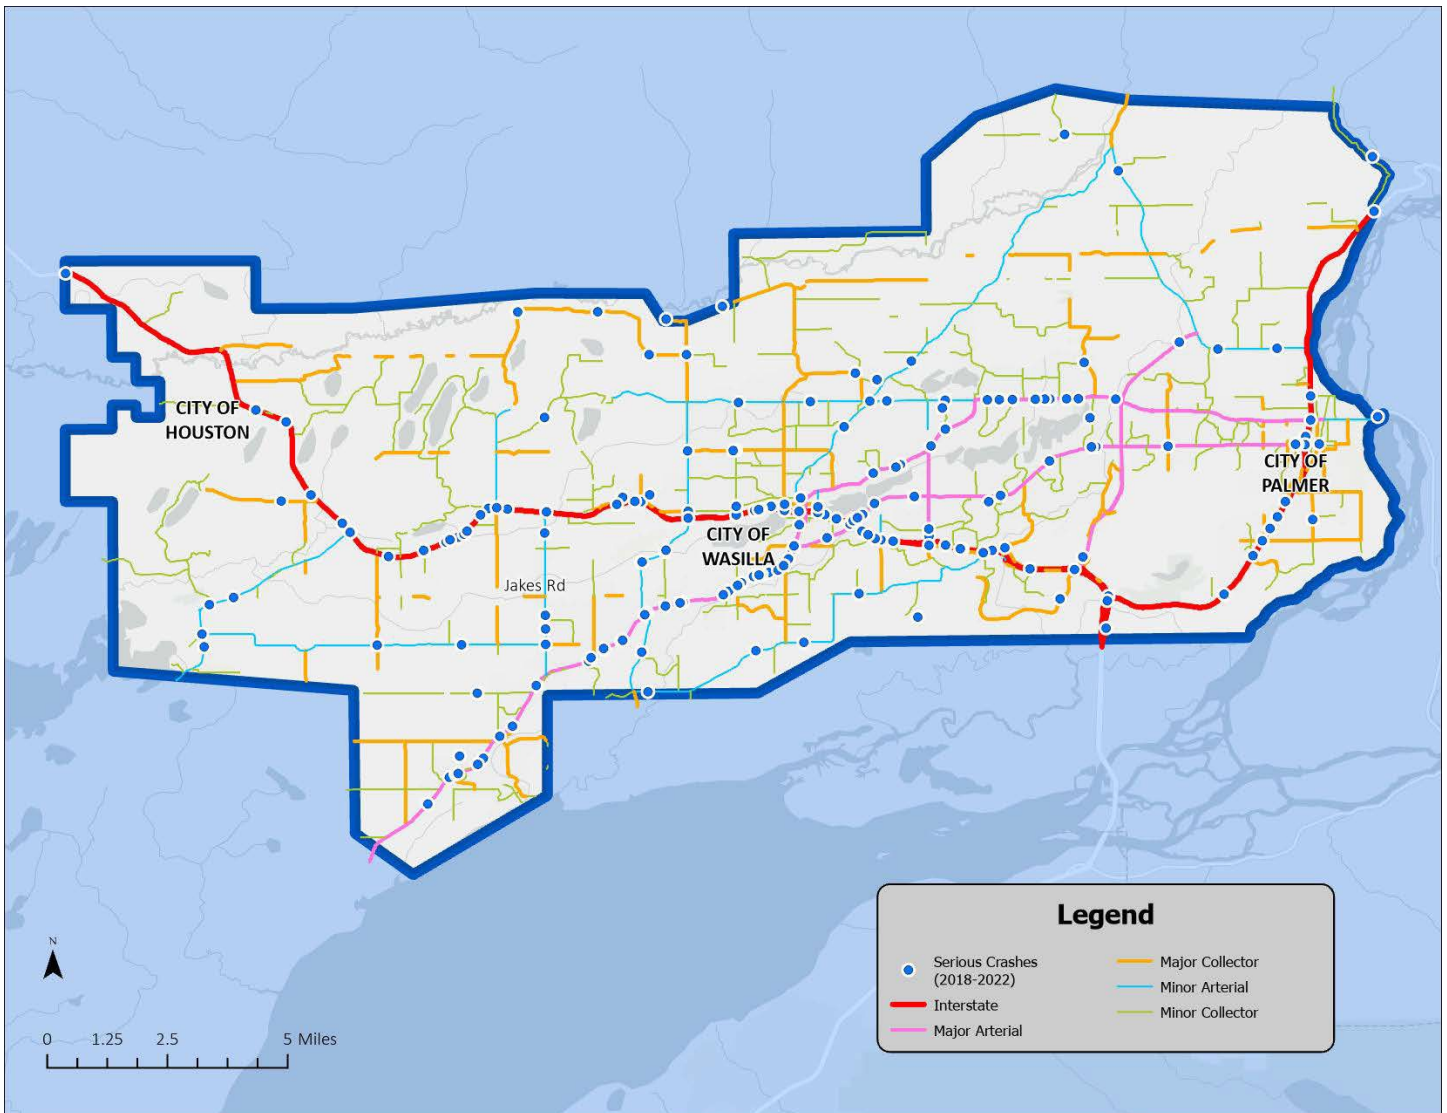 CITY OF
HOUSTON
CITY OF
PALMER
CITY OF
WASILLA
Jakes Rd
Legend
Serious Crashes
(2018-2022)
Interstate
Major Arterial
Major Collector
Minor Arterial
Minor Collector
N
0 1.25 2.5 5 Miles